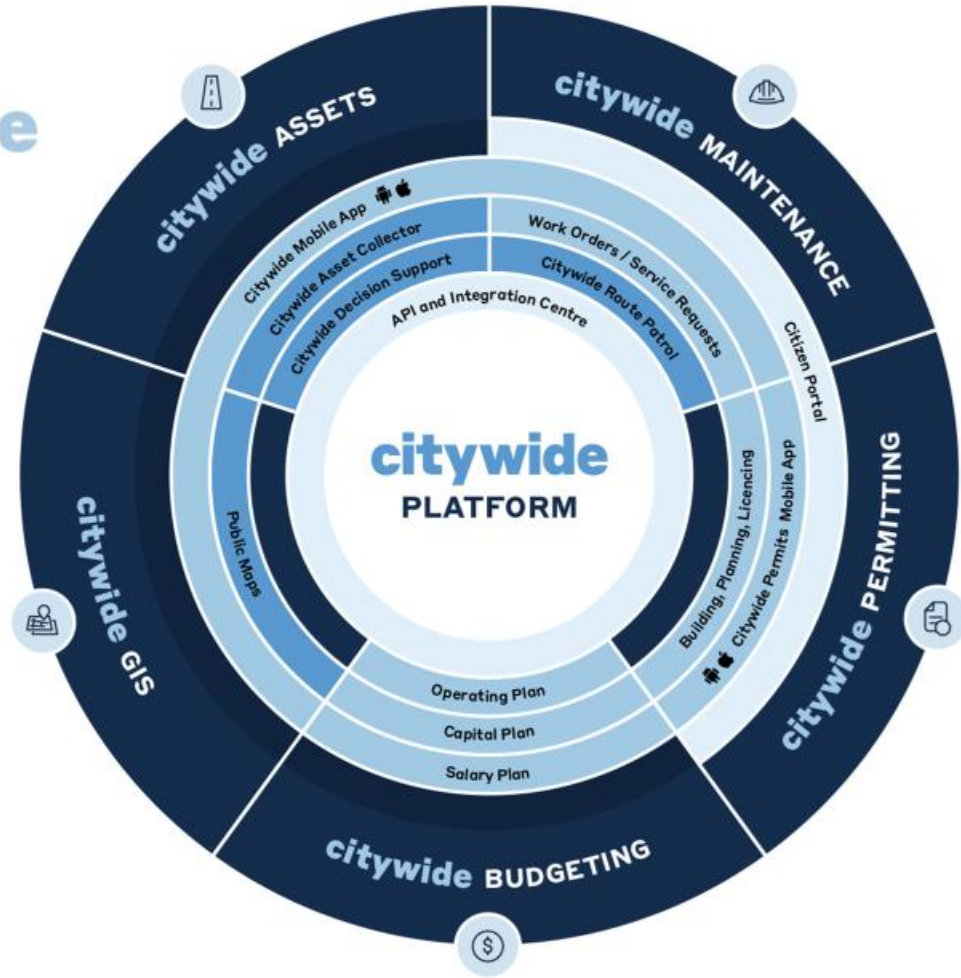 e
citywide ASSETS
citywide MAINTENANCE
citywide PERMITTING
citywide BUDGETING
citywide GIS
Citywide Mobile App
Citywide Asset Collector
Citywide Decision Support
Work Orders / Service Requests
Citywide Route Patrol
Citizen Portal
API and Integration Centre
citywide
PLATFORM
Building, Planning, Licencing
Citywide Permits Mobile App
Public Maps
Operating Plan
Capital Plan
Salary Plan
$